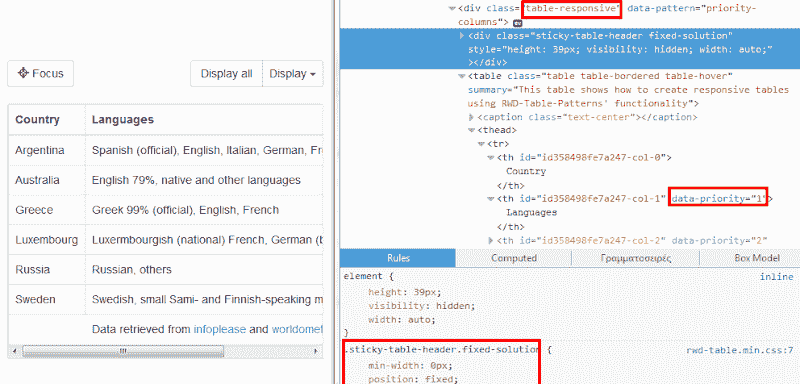 Focus
Display all
Display
Country Languages
Argentina Spanish (official), English, Italian, German, Fr
Australia English 79%, native and other languages
Greece Greek 99% (official), English, French
Luxembourg Luxermbourgish (national) French, German (b
Russia Russian, others
Sweden Swedish, small Sami- and Finnish-speaking m
Data retrieved from infoplease and worldomet
<div class="table-responsive" data-pattern="priority-
columns"> ev
<div class="sticky-table-header fixed-solution"
style="height: 39px; visibility: hidden; width: auto;"
></div>
<table class="table table-bordered table-hover"
summary="This table shows how to create responsive tables
using RWD-Table-Patterns' functionality">
<caption class="text-center"></caption>
<thead>
<tr>
<th id="id358498fe7a247-col-0">
Country
</th>
<th id="id358498fe7a247-col-1" data-priority="1">
Languages
</th>
<th id="id358498fe7a247-col-2" data-priority="2"
Rules Computed Γραμματοσειρές Box Model
element { inline
height: 39px;
visibility: hidden;
width: auto;
}
.sticky-table-header.fixed-solution { rwd-table.min.css:7
min-width: 0px;
position: fixed;